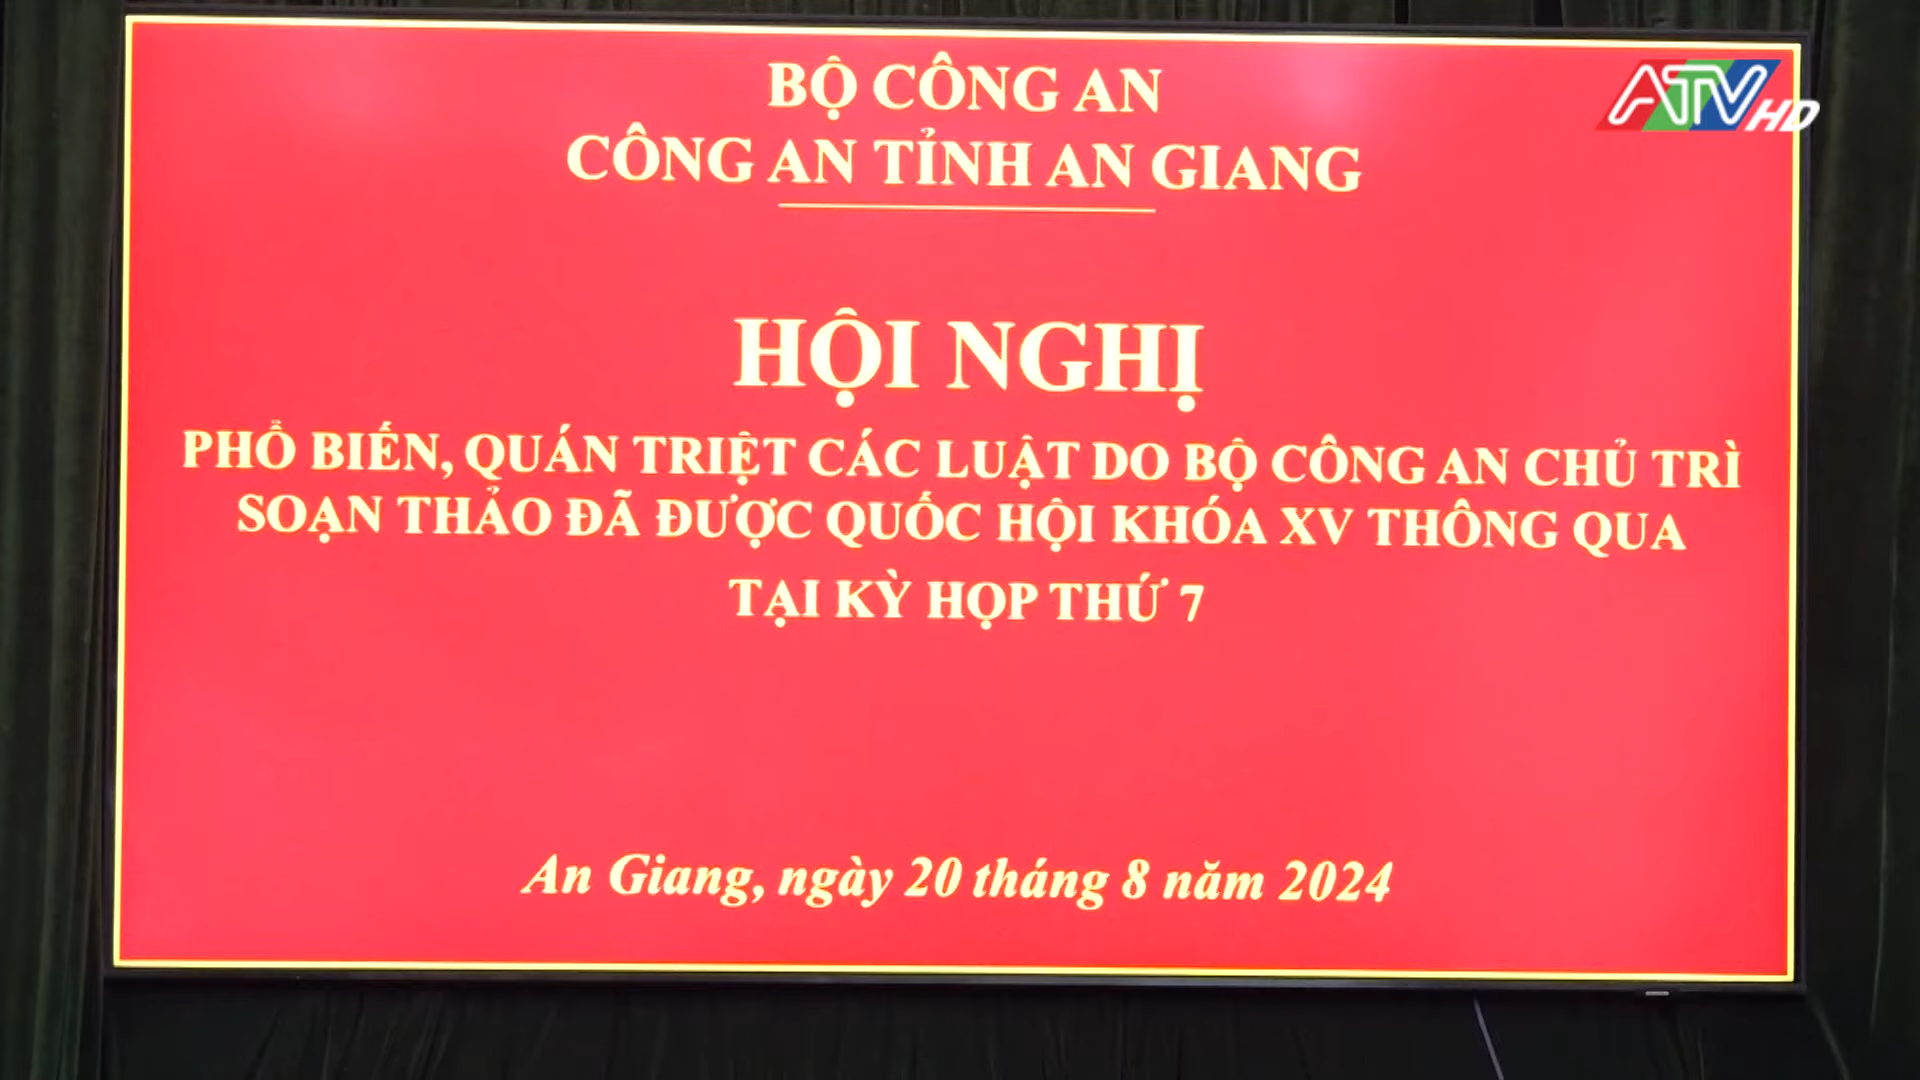 BỘ CÔNG AN
CÔNG AN TỈNH AN GIANG
HỘI NGHỊ
PHỔ BIẾN, QUÁN TRIỆT CÁC LUẬT DO BỘ CÔNG AN CHỦ TRÌ
SOẠN THẢO ĐÃ ĐƯỢC QUỐC HỘI KHÓA XV THÔNG QUA
TẠI KỲ HỌP THỨ 7
An Giang, ngày 20 tháng 8 năm 2024
ATV HD